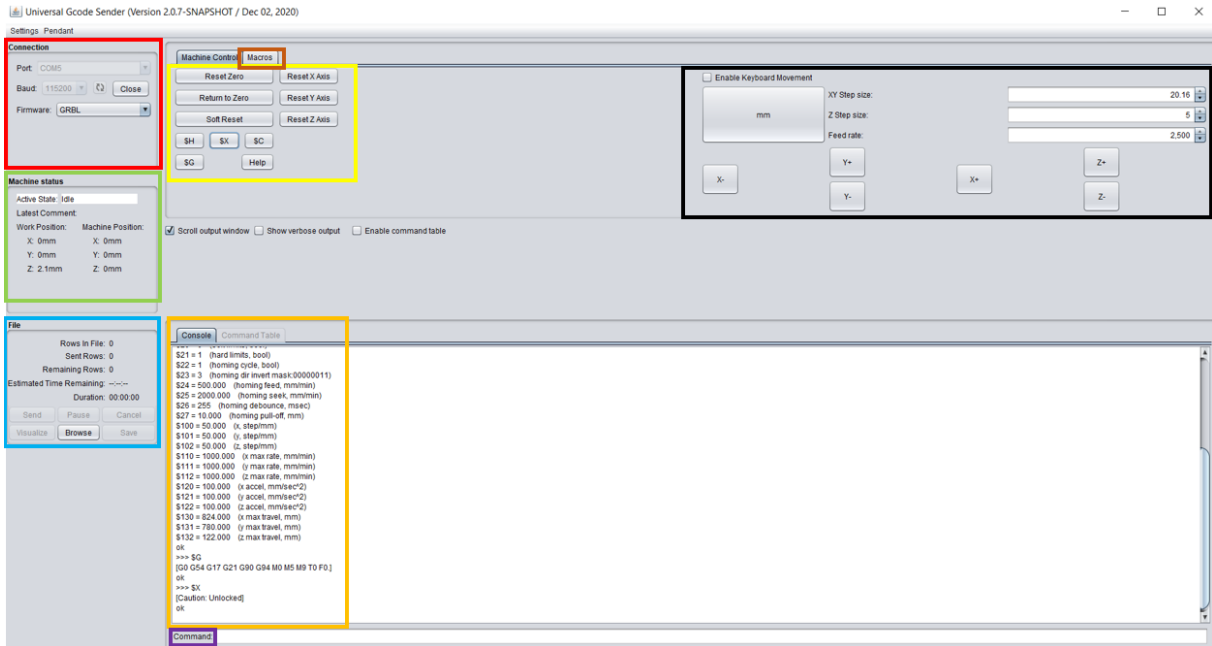 Universal Gcode Sender (Version 2.0.7-SNAPSHOT / Dec 02, 2020)
Settings Pendant
Connection
Port: COM5
Baud: 115200 Close
Firmware: GRBL
Machine status
Active State: Idle
Latest Comment:
Work Position: Machine Position:
X: 0mm X: 0mm
Y: 0mm Y: 0mm
Z: 2.1mm Z: 0mm
File
Rows In File: 0
Sent Rows: 0
Remaining Rows: 0
Estimated Time Remaining: --:--:--
Duration: 00:00:00
Send Pause Cancel
Visualize Browse Save
Machine Control Macros
Reset Zero Reset X Axis
Return to Zero Reset Y Axis
Soft Reset Reset Z Axis
$H $X $C
$G Help
Enable Keyboard Movement
mm
XY Step size: 20.16
Z Step size: 5
Feed rate: 2,500
Y+ Z+
X- X+
Y- Z-
Scroll output window Show verbose output Enable command table
Console Command Table
$21 = 1 (hard limits, bool)
$22 = 1 (homing cycle, bool)
$23 = 3 (homing dir invert mask:00000011)
$24 = 500.000 (homing feed, mm/min)
$25 = 2000.000 (homing seek, mm/min)
$26 = 255 (homing debounce, msec)
$27 = 10.000 (homing pull-off, mm)
$100 = 50.000 (x, step/mm)
$101 = 50.000 (y, step/mm)
$102 = 50.000 (z, step/mm)
$110 = 1000.000 (x max rate, mm/min)
$111 = 1000.000 (y max rate, mm/min)
$112 = 1000.000 (z max rate, mm/min)
$120 = 100.000 (x accel, mm/sec^2)
$121 = 100.000 (y accel, mm/sec^2)
$122 = 100.000 (z accel, mm/sec^2)
$130 = 824.000 (x max travel, mm)
$131 = 780.000 (y max travel, mm)
$132 = 122.000 (z max travel, mm)
ok
>>> $G
[G0 G54 G17 G21 G90 G94 M0 M5 M9 T0 F0.]
ok
>>> $X
[Caution: Unlocked]
ok
Command: